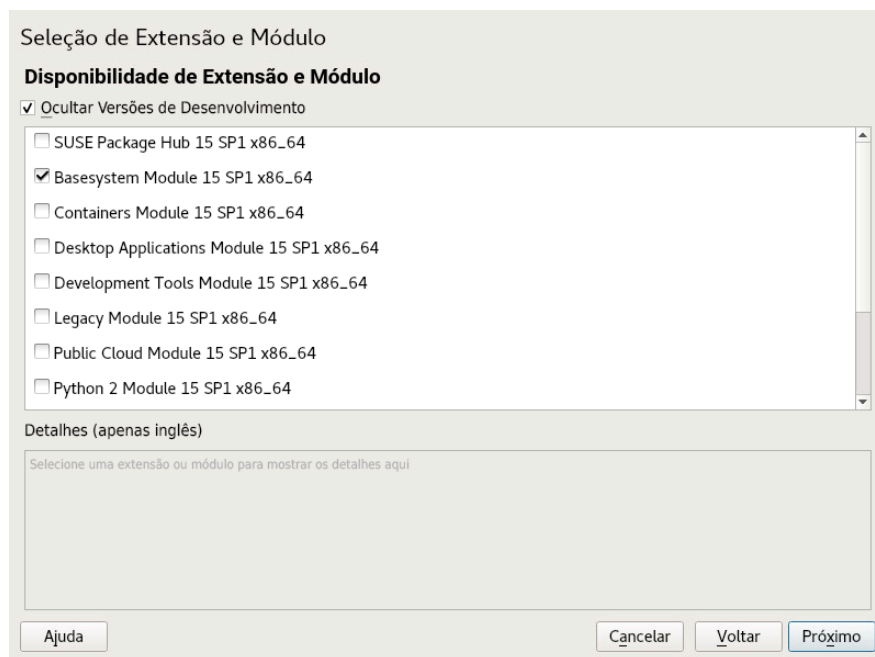 Seleção de Extensão e Módulo
Disponibilidade de Extensão e Módulo
Ocultar Versões de Desenvolvimento
SUSE Package Hub 15 SP1 x86_64
Basesystem Module 15 SP1 x86_64
Containers Module 15 SP1 x86_64
Desktop Applications Module 15 SP1 x86_64
Development Tools Module 15 SP1 x86_64
Legacy Module 15 SP1 x86_64
Public Cloud Module 15 SP1 x86_64
Python 2 Module 15 SP1 x86_64
Detalhes (apenas inglês)
Selecione uma extensão ou módulo para mostrar os detalhes aqui
Ajuda Cancelar Voltar Próximo